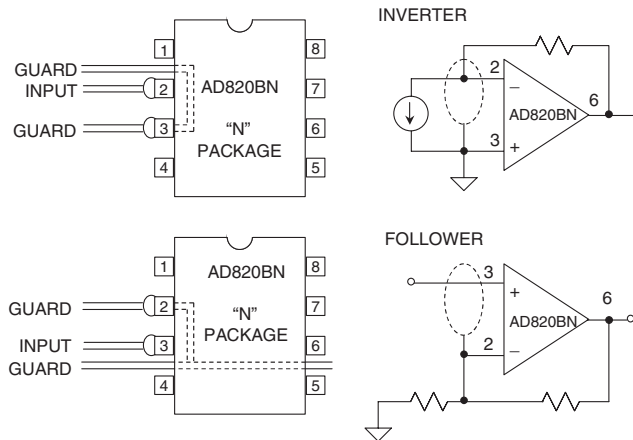 INVERTER
1
8
GUARD
INPUT
2
AD820BN
7
GUARD
3
"N"
PACKAGE
6
4
5
2
−
AD820BN
6
3
+
FOLLOWER
1
AD820BN
8
GUARD
2
"N"
PACKAGE
7
INPUT
3
6
GUARD
4
5
3
+
AD820BN
6
2
−